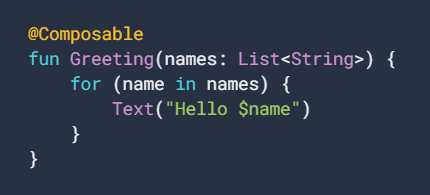 @Composable
fun Greeting(names: List<String>) {
    for (name in names) {
        Text("Hello $name")
    }
}